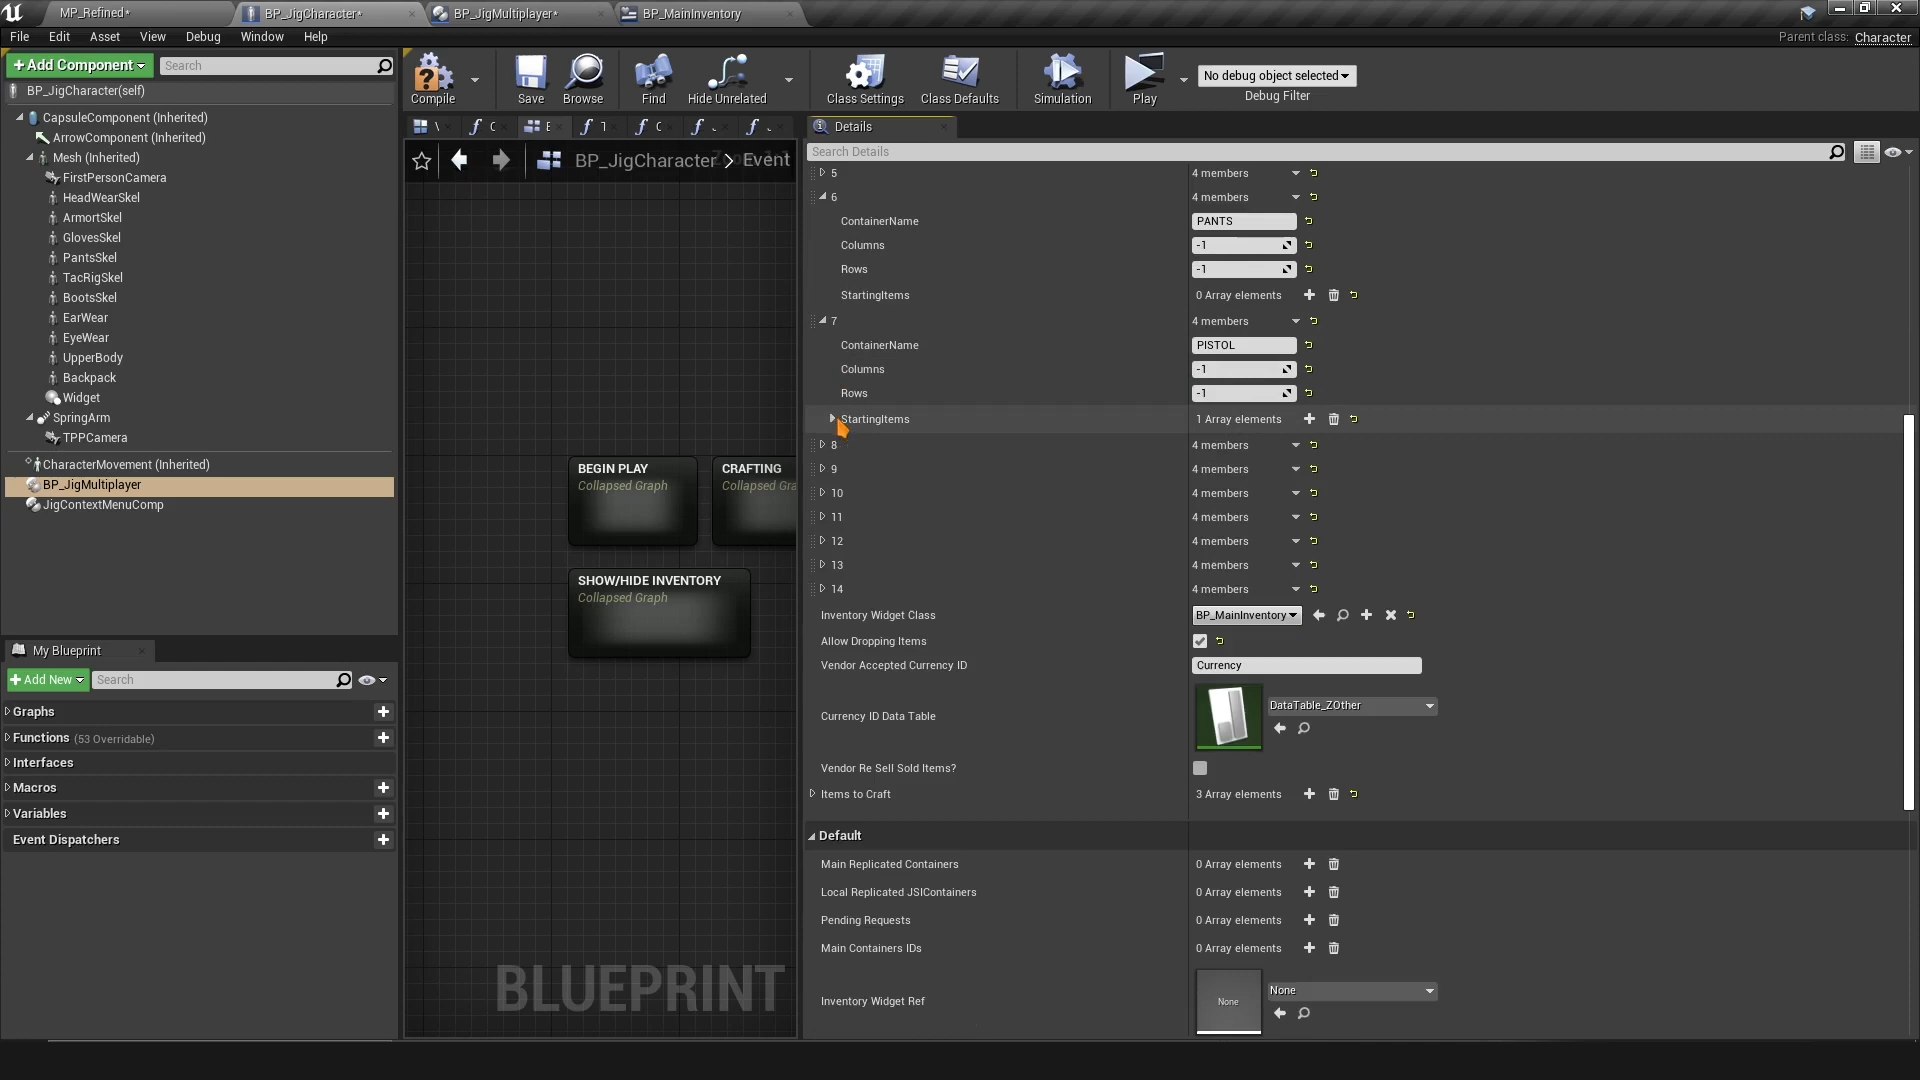 MP_Refined*
BP_JigCharacter*
BP_JigMultiplayer*
BP_MainInventory
File Edit Asset View Debug Window Help
Parent class: Character
+ Add Component
Search
BP_JigCharacter(self)
CapsuleComponent (Inherited)
ArrowComponent (Inherited)
Mesh (Inherited)
FirstPersonCamera
HeadWearSkel
ArmortSkel
GlovesSkel
PantsSkel
TacRigSkel
BootsSkel
EarWear
EyeWear
UpperBody
Backpack
Widget
SpringArm
TPPCamera
CharacterMovement (Inherited)
BP_JigMultiplayer
JigContextMenuComp
My Blueprint
+ Add New
Search
Graphs
Functions (53 Overridable)
Interfaces
Macros
Variables
Event Dispatchers
Compile
Save
Browse
Find
Hide Unrelated
Class Settings
Class Defaults
Simulation
Play
No debug object selected
Debug Filter
BP_JigCharacter > Event
BEGIN PLAY
Collapsed Graph
CRAFTING
Collapsed Gra
SHOW/HIDE INVENTORY
Collapsed Graph
BLUEPRINT
Details
Search Details
5 4 members
6 4 members
ContainerName PANTS
Columns -1
Rows -1
StartingItems 0 Array elements
7 4 members
ContainerName PISTOL
Columns -1
Rows -1
StartingItems 1 Array elements
8 4 members
9 4 members
10 4 members
11 4 members
12 4 members
13 4 members
14 4 members
Inventory Widget Class BP_MainInventory
Allow Dropping Items
Vendor Accepted Currency ID Currency
Currency ID Data Table DataTable_ZOther
Vendor Re Sell Sold Items?
Items to Craft 3 Array elements
Default
Main Replicated Containers 0 Array elements
Local Replicated JSIContainers 0 Array elements
Pending Requests 0 Array elements
Main Containers IDs 0 Array elements
Inventory Widget Ref None None